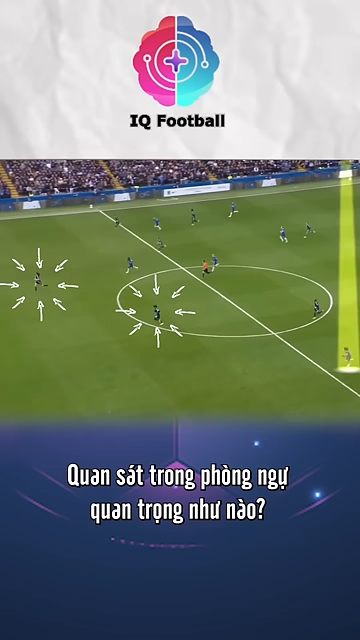 IQ Football
Quan sát trong phòng ngự
quan trọng như nào?